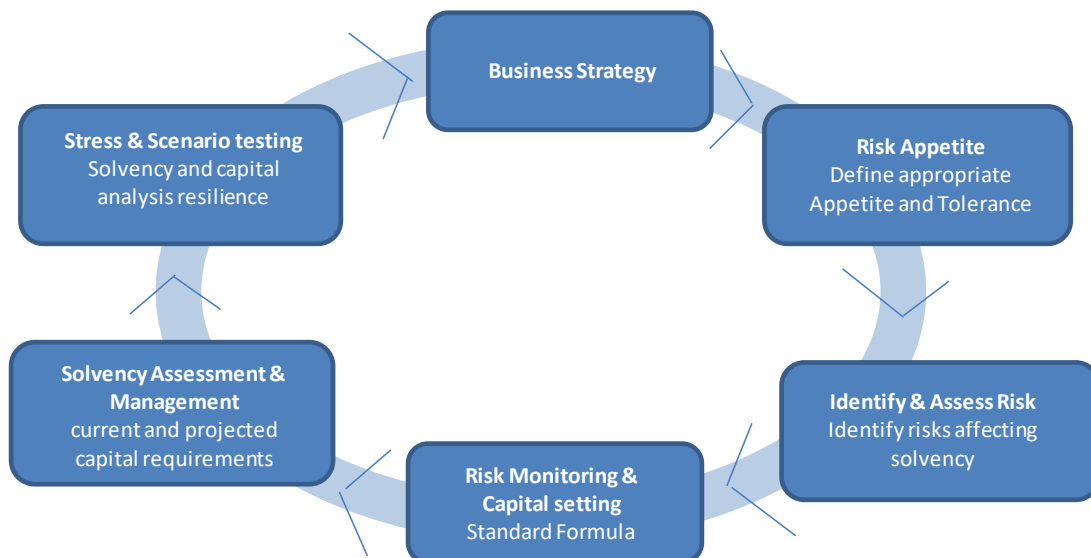 Business Strategy
Risk Appetite
Define appropriate
Appetite and Tolerance
Identify & Assess Risk
Identify risks affecting
solvency
Risk Monitoring &
Capital setting
Standard Formula
Solvency Assessment &
Management
current and projected
capital requirements
Stress & Scenario testing
Solvency and capital
analysis resilience